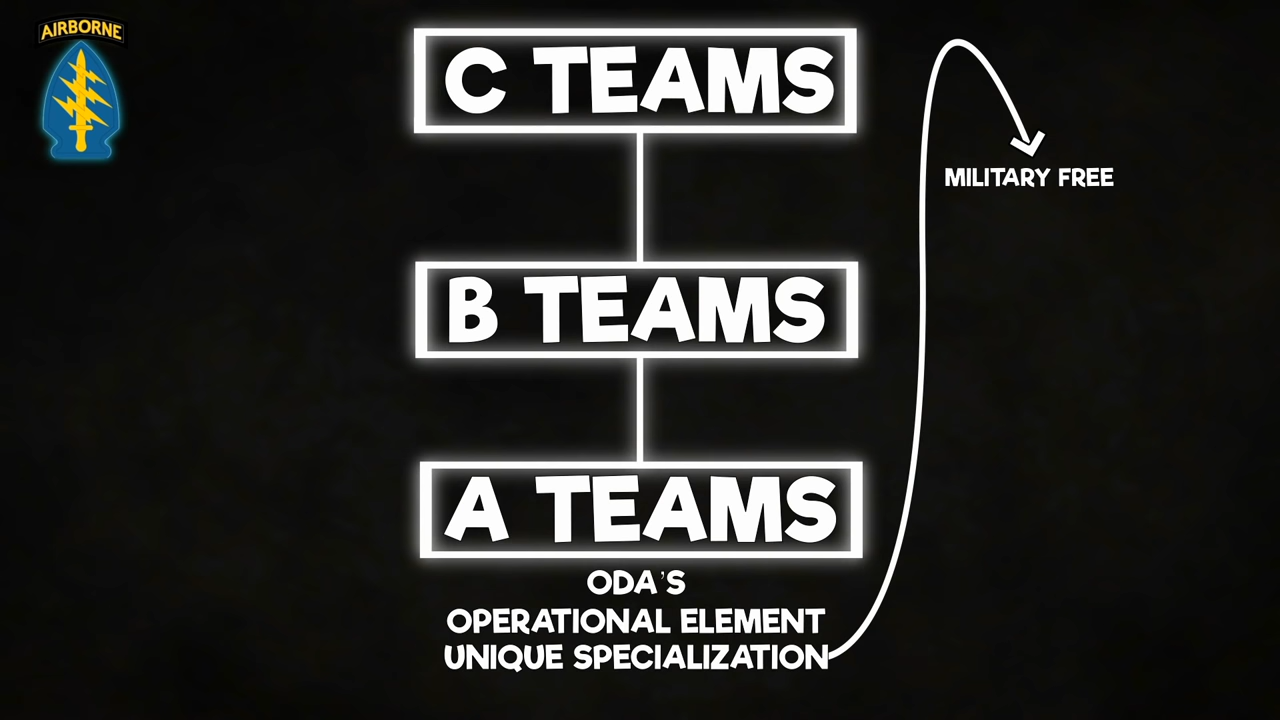 AIRBORNE
C TEAMS
MILITARY FREE
B TEAMS
A TEAMS
ODA'S
OPERATIONAL ELEMENT
UNIQUE SPECIALIZATION